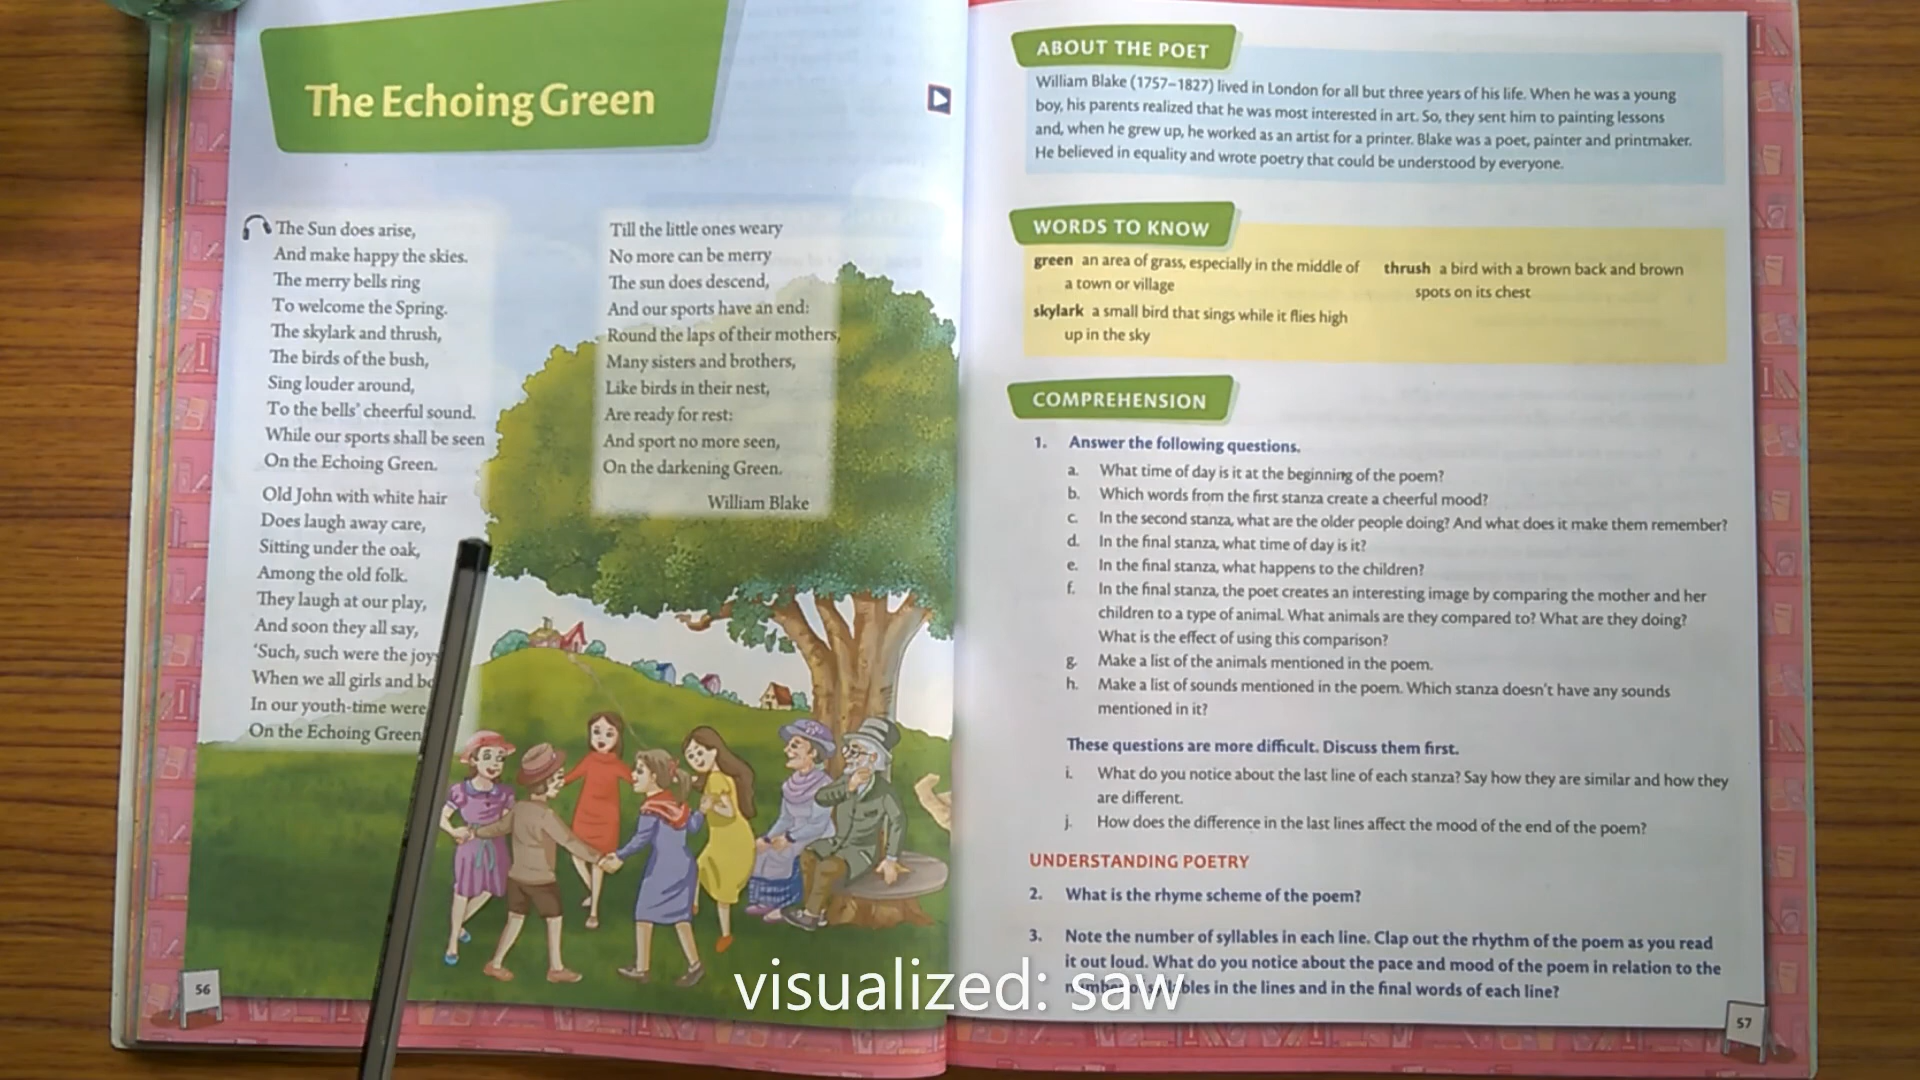 The Echoing Green
The Sun does arise,
And make happy the skies.
The merry bells ring
To welcome the Spring.
The skylark and thrush,
The birds of the bush,
Sing louder around,
To the bells' cheerful sound.
While our sports shall be seen
On the Echoing Green.
Old John with white hair
Does laugh away care,
Sitting under the oak,
Among the old folk.
They laugh at our play,
And soon they all say,
'Such, such were the joy
When we all girls and
In our youth-time were
On the Echoing Green
Till the little ones weary
No more can be merry
The sun does descend,
And our sports have an end:
Round the laps of their mothers,
Many sisters and brothers,
Like birds in their nest,
Are ready for rest:
And sport no more seen,
On the darkening Green.
William Blake
56
ABOUT THE POET
William Blake (1757–1827) lived in London for all but three years of his life. When he was a young
boy, his parents realized that he was most interested in art. So, they sent him to painting lessons
and, when he grew up, he worked as an artist for a printer. Blake was a poet, painter and printmaker.
He believed in equality and wrote poetry that could be understood by everyone.
WORDS TO KNOW
green an area of grass, especially in the middle of
a town or village
skylark a small bird that sings while it flies high
up in the sky
thrush a bird with a brown back and brown
spots on its chest
COMPREHENSION
1. Answer the following questions.
a. What time of day is it at the beginning of the poem?
b. Which words from the first stanza create a cheerful mood?
c. In the second stanza, what are the older people doing? And what does it make them remember?
d. In the final stanza, what time of day is it?
e. In the final stanza, what happens to the children?
f. In the final stanza, the poet creates an interesting image by comparing the mother and her
children to a type of animal. What animals are they compared to? What are they doing?
What is the effect of using this comparison?
g. Make a list of the animals mentioned in the poem.
h. Make a list of sounds mentioned in the poem. Which stanza doesn't have any sounds
mentioned in it?
These questions are more difficult. Discuss them first.
i. What do you notice about the last line of each stanza? Say how they are similar and how they
are different.
j. How does the difference in the last lines affect the mood of the end of the poem?
UNDERSTANDING POETRY
2. What is the rhyme scheme of the poem?
3. Note the number of syllables in each line. Clap out the rhythm of the poem as you read
it out loud. What do you notice about the pace and mood of the poem in relation to the
in the lines and in the final words of each line?
57
visualized: saw